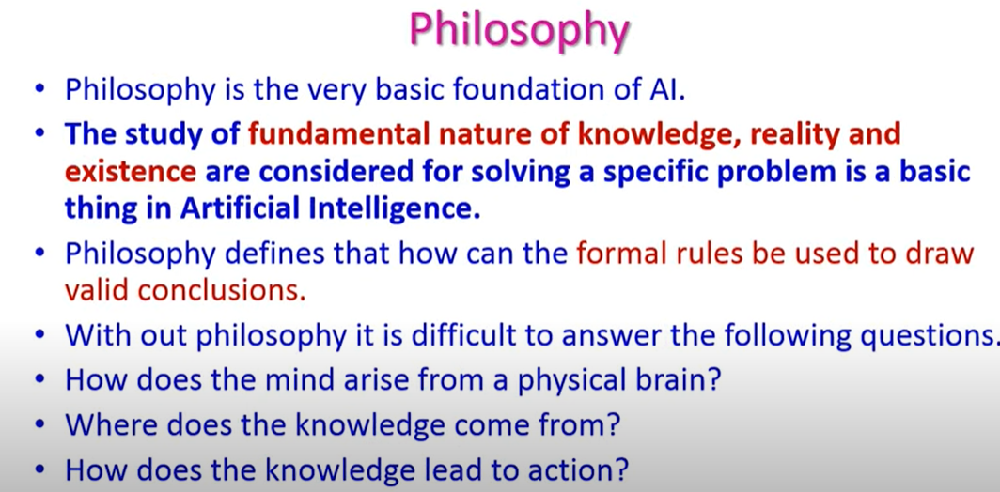 Philosophy
• Philosophy is the very basic foundation of AI.
• The study of fundamental nature of knowledge, reality and
existence are considered for solving a specific problem is a basic
thing in Artificial Intelligence.
• Philosophy defines that how can the formal rules be used to draw
valid conclusions.
• With out philosophy it is difficult to answer the following questions.
• How does the mind arise from a physical brain?
• Where does the knowledge come from?
• How does the knowledge lead to action?